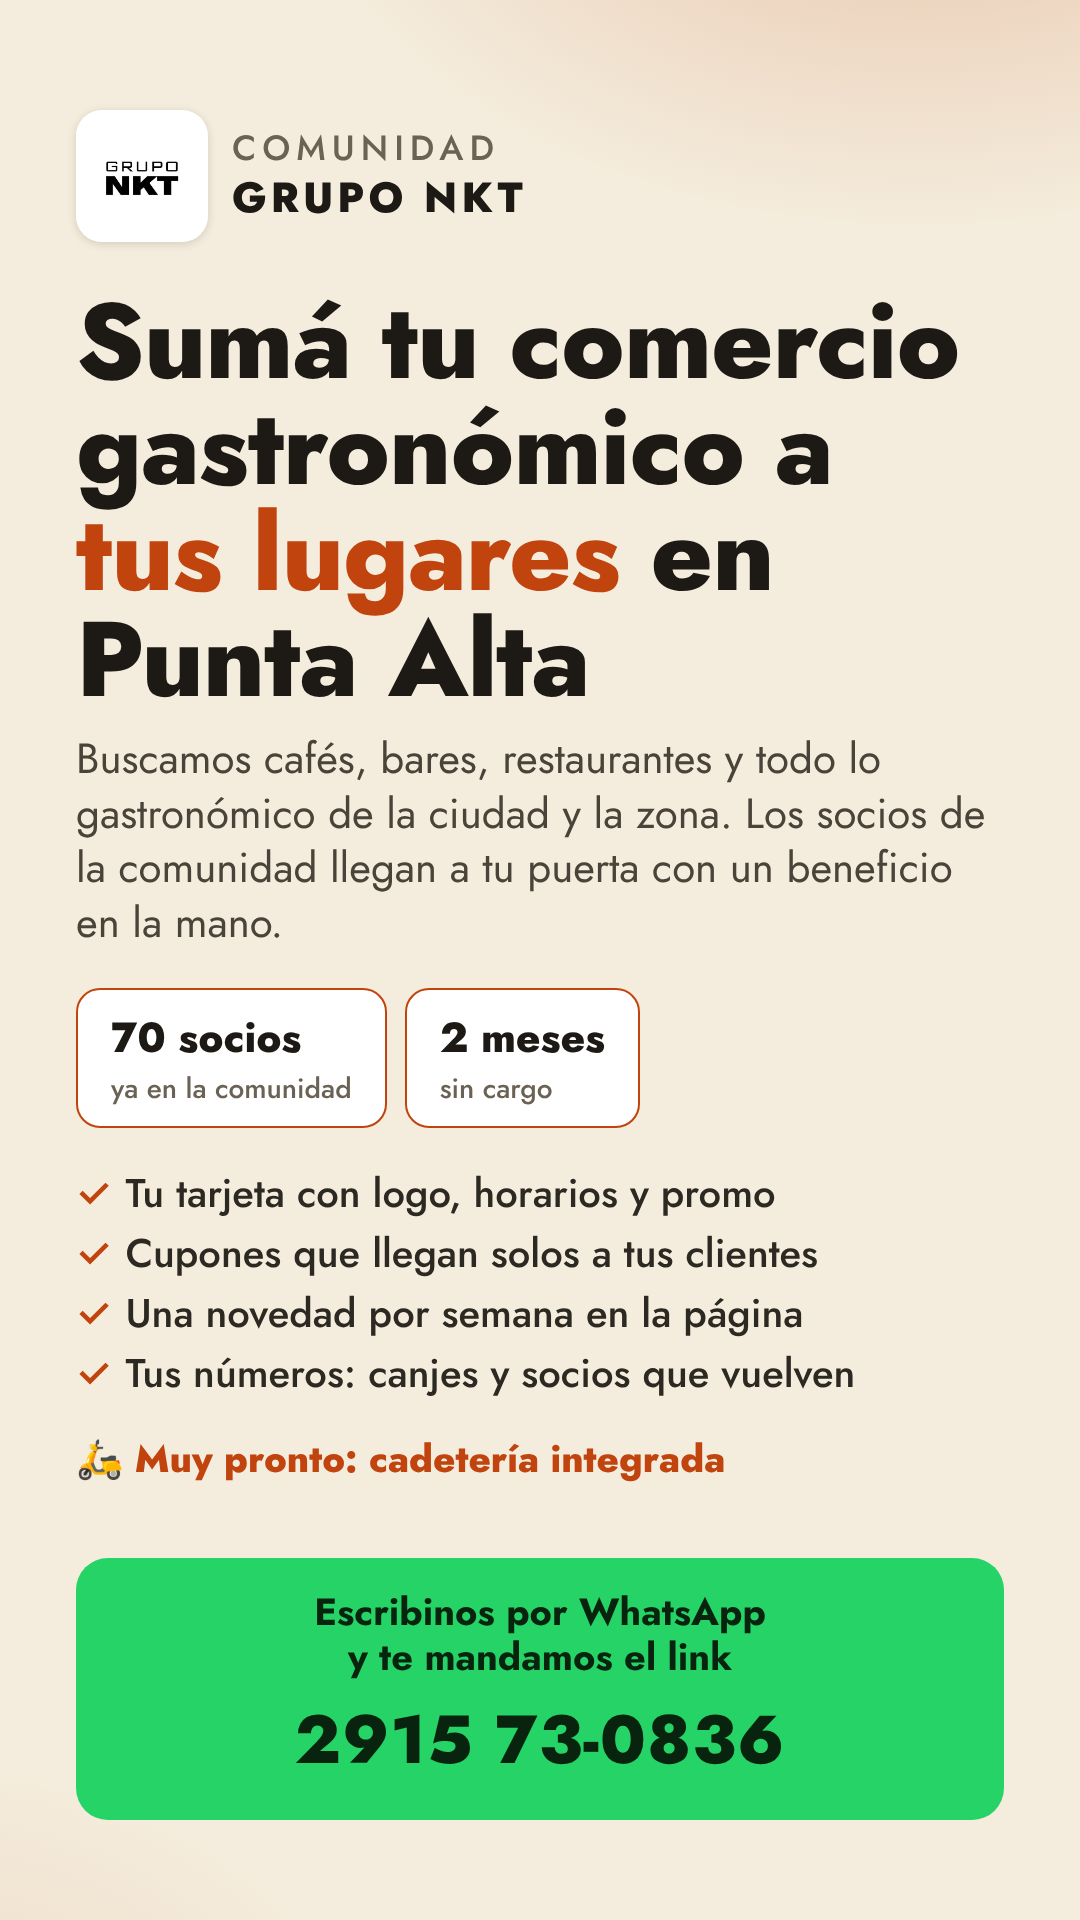 GRUPO
NKT
COMUNIDAD
GRUPO NKT
Sumá tu comercio
gastronómico a
tus lugares en
Punta Alta
Buscamos cafés, bares, restaurantes y todo lo
gastronómico de la ciudad y la zona. Los socios de
la comunidad llegan a tu puerta con un beneficio
en la mano.
70 socios
ya en la comunidad
2 meses
sin cargo
Tu tarjeta con logo, horarios y promo
Cupones que llegan solos a tus clientes
Una novedad por semana en la página
Tus números: canjes y socios que vuelven
Muy pronto: cadetería integrada
Escribinos por WhatsApp
y te mandamos el link
2915 73-0836